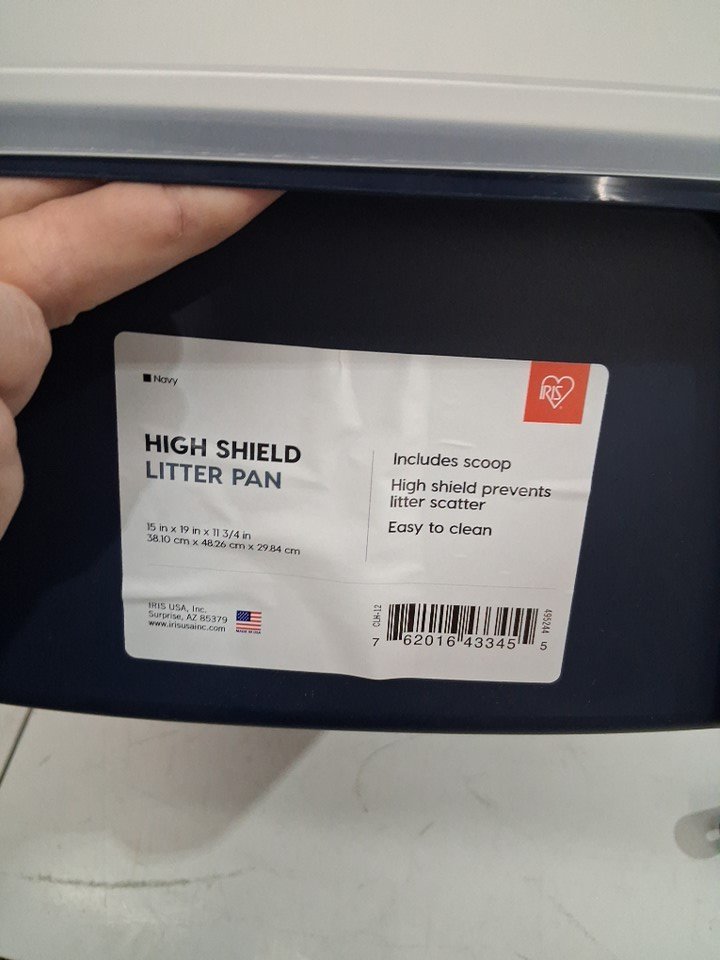 Navy
IRIS
HIGH SHIELD
LITTER PAN
Includes scoop
High shield prevents
litter scatter
Easy to clean
15 in x 19 in x 11 3/4 in
38.10 cm x 48.26 cm x 29.84 cm
IRIS USA, Inc.
Surprise, AZ 85379
www.irisusainc.com
MADE IN USA
CLH-12
495244
7 62016 43345 5